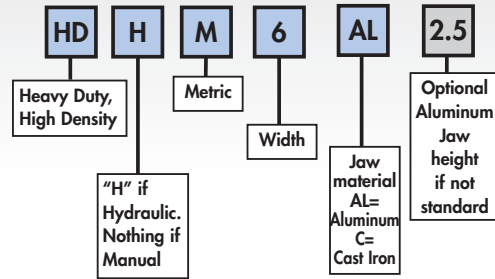 HD H M 6 AL 2.5
Heavy Duty,
High Density
"H" if
Hydraulic.
Nothing if
Manual
Metric
Width
Jaw
material
AL=
Aluminum
C=
Cast Iron
Optional
Aluminum
Jaw
height
if not
standard